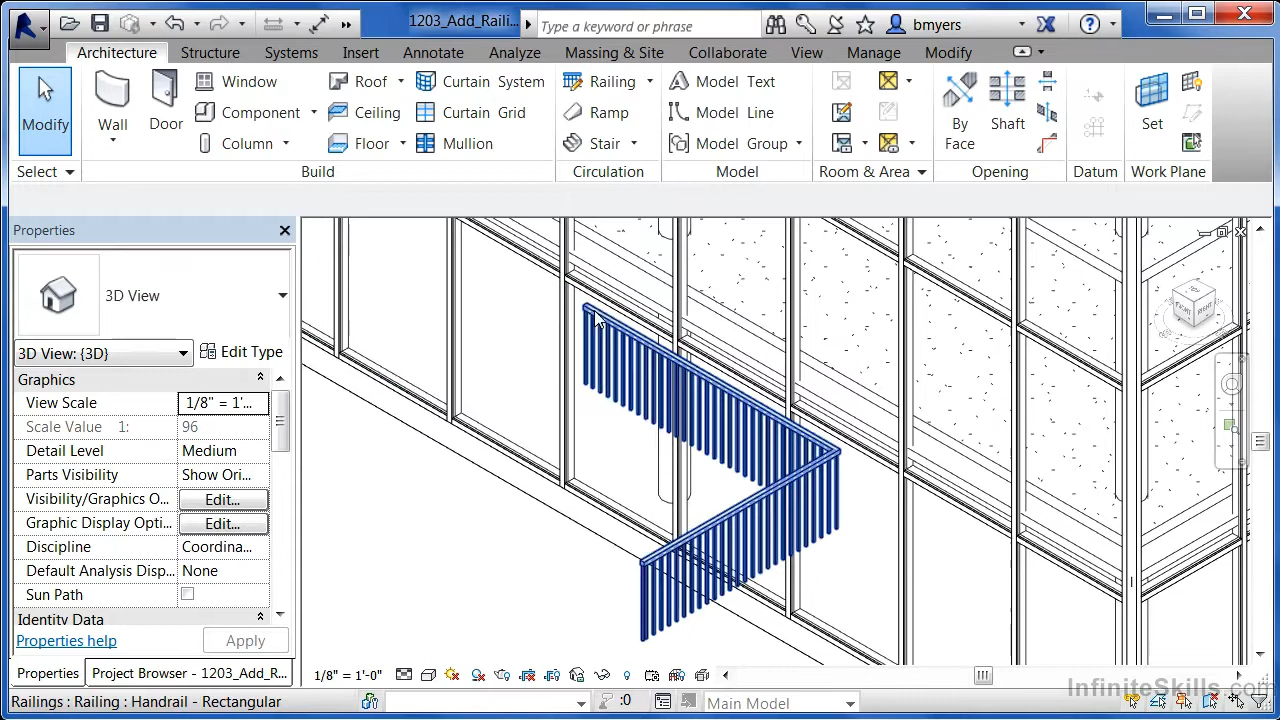 1203_Add_Raili...
Type a keyword or phrase
bmyers
Architecture Structure Systems Insert Annotate Analyze Massing & Site Collaborate View Manage Modify
Modify
Wall
Door
Window
Component
Column
Roof
Ceiling
Floor
Curtain System
Curtain Grid
Mullion
Railing
Ramp
Stair
Model Text
Model Line
Model Group
By
Face
Shaft
Set
Select Build Circulation Model Room & Area Opening Datum Work Plane
Properties
3D View
3D View: {3D} Edit Type
Graphics
View Scale 1/8" = 1'...
Scale Value 1: 96
Detail Level Medium
Parts Visibility Show Ori...
Visibility/Graphics O... Edit...
Graphic Display Opti... Edit...
Discipline Coordina...
Default Analysis Disp... None
Sun Path
Identity Data
Properties help Apply
Properties Project Browser - 1203_Add_R...
1/8" = 1'-0"
Railings : Railing : Handrail - Rectangular
:0
Main Model
RIGHT
InfiniteSkills.com